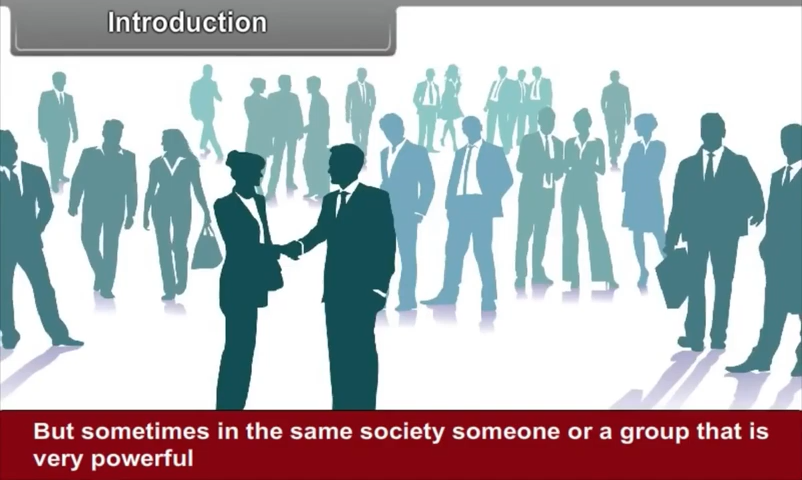 Introduction
But sometimes in the same society someone or a group that is
very powerful